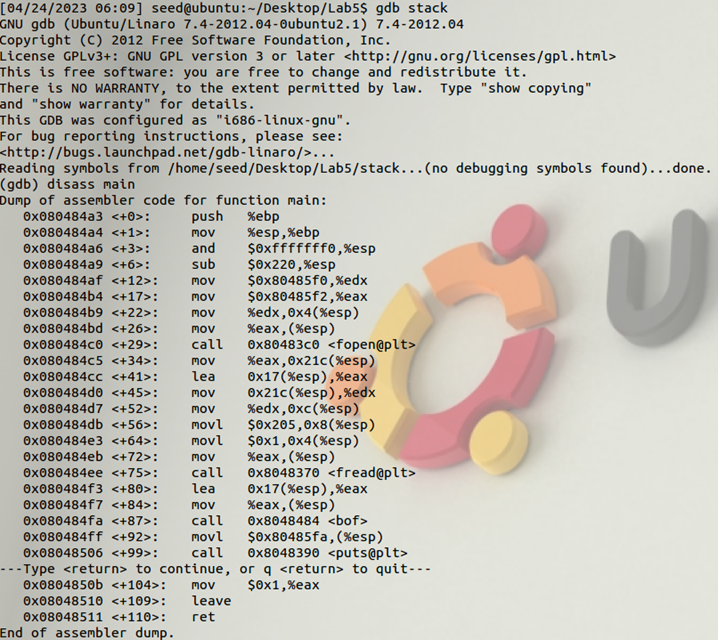 [04/24/2023 06:09] seed@ubuntu:~/Desktop/Lab5$ gdb stack
GNU gdb (Ubuntu/Linaro 7.4-2012.04-0ubuntu2.1) 7.4-2012.04
Copyright (C) 2012 Free Software Foundation, Inc.
License GPLv3+: GNU GPL version 3 or later <http://gnu.org/licenses/gpl.html>
This is free software: you are free to change and redistribute it.
There is NO WARRANTY, to the extent permitted by law.  Type "show copying"
and "show warranty" for details.
This GDB was configured as "i686-linux-gnu".
For bug reporting instructions, please see:
<http://bugs.launchpad.net/gdb-linaro/>...
Reading symbols from /home/seed/Desktop/Lab5/stack...(no debugging symbols found)...done.
(gdb) disass main
Dump of assembler code for function main:
   0x080484a3 <+0>:     push   %ebp
   0x080484a4 <+1>:     mov    %esp,%ebp
   0x080484a6 <+3>:     and    $0xfffffff0,%esp
   0x080484a9 <+6>:     sub    $0x220,%esp
   0x080484af <+12>:    mov    $0x80485f0,%edx
   0x080484b4 <+17>:    mov    $0x80485f2,%eax
   0x080484b9 <+22>:    mov    %edx,0x4(%esp)
   0x080484bd <+26>:    mov    %eax,(%esp)
   0x080484c0 <+29>:    call   0x80483c0 <fopen@plt>
   0x080484c5 <+34>:    mov    %eax,0x21c(%esp)
   0x080484cc <+41>:    lea    0x17(%esp),%eax
   0x080484d0 <+45>:    mov    0x21c(%esp),%edx
   0x080484d7 <+52>:    mov    %edx,0xc(%esp)
   0x080484db <+56>:    movl   $0x205,0x8(%esp)
   0x080484e3 <+64>:    movl   $0x1,0x4(%esp)
   0x080484eb <+72>:    mov    %eax,(%esp)
   0x080484ee <+75>:    call   0x8048370 <fread@plt>
   0x080484f3 <+80>:    lea    0x17(%esp),%eax
   0x080484f7 <+84>:    mov    %eax,(%esp)
   0x080484fa <+87>:    call   0x8048484 <bof>
   0x080484ff <+92>:    movl   $0x80485fa,(%esp)
   0x08048506 <+99>:    call   0x8048390 <puts@plt>
---Type <return> to continue, or q <return> to quit---
   0x0804850b <+104>:   mov    $0x1,%eax
   0x08048510 <+109>:   leave
   0x08048511 <+110>:   ret
End of assembler dump.
U